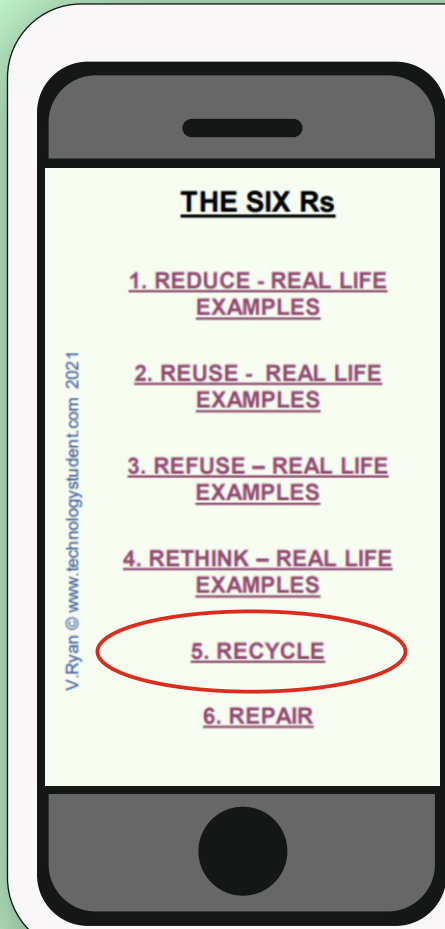 THE SIX Rs
1. REDUCE - REAL LIFE
EXAMPLES
2. REUSE - REAL LIFE
EXAMPLES
3. REFUSE – REAL LIFE
EXAMPLES
4. RETHINK – REAL LIFE
EXAMPLES
5. RECYCLE
6. REPAIR
V.Ryan © www.technologystudent.com 2021